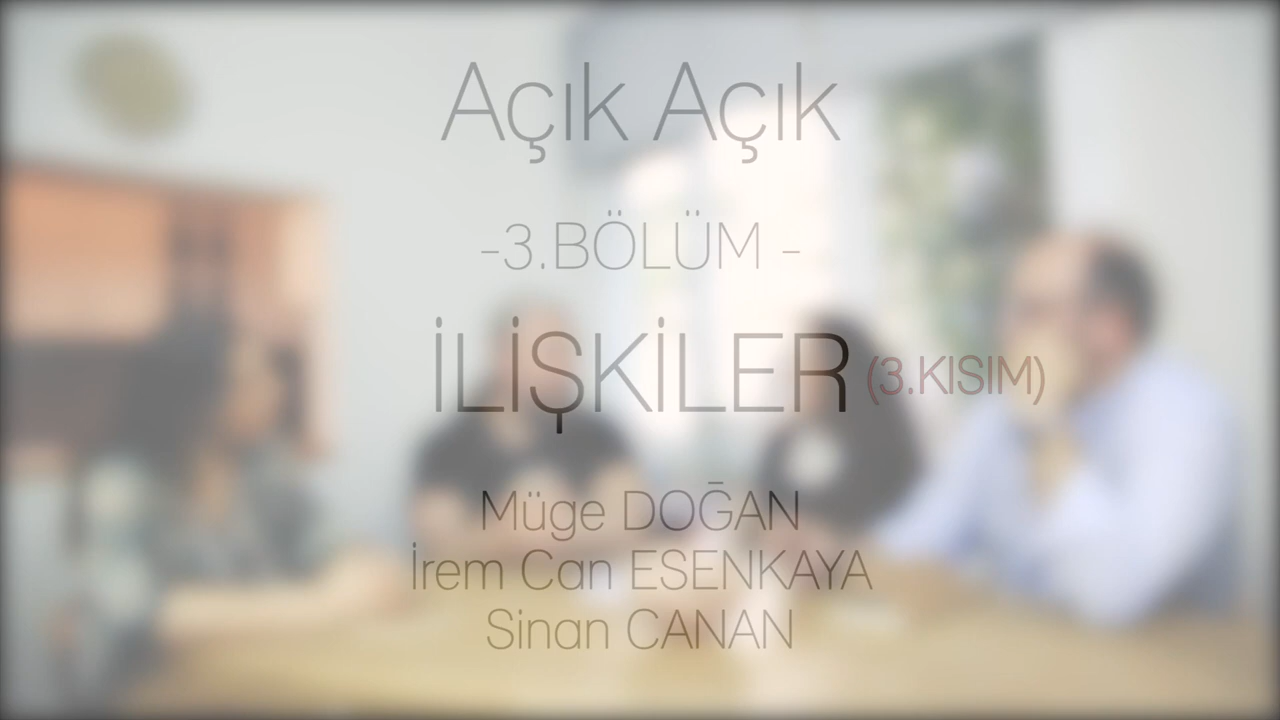 Açık Açık
-3.BÖLÜM -
İLİŞKİLER (3.KISIM)
Müge DOĞAN
İrem Can ESENKAYA
Sinan CANAN